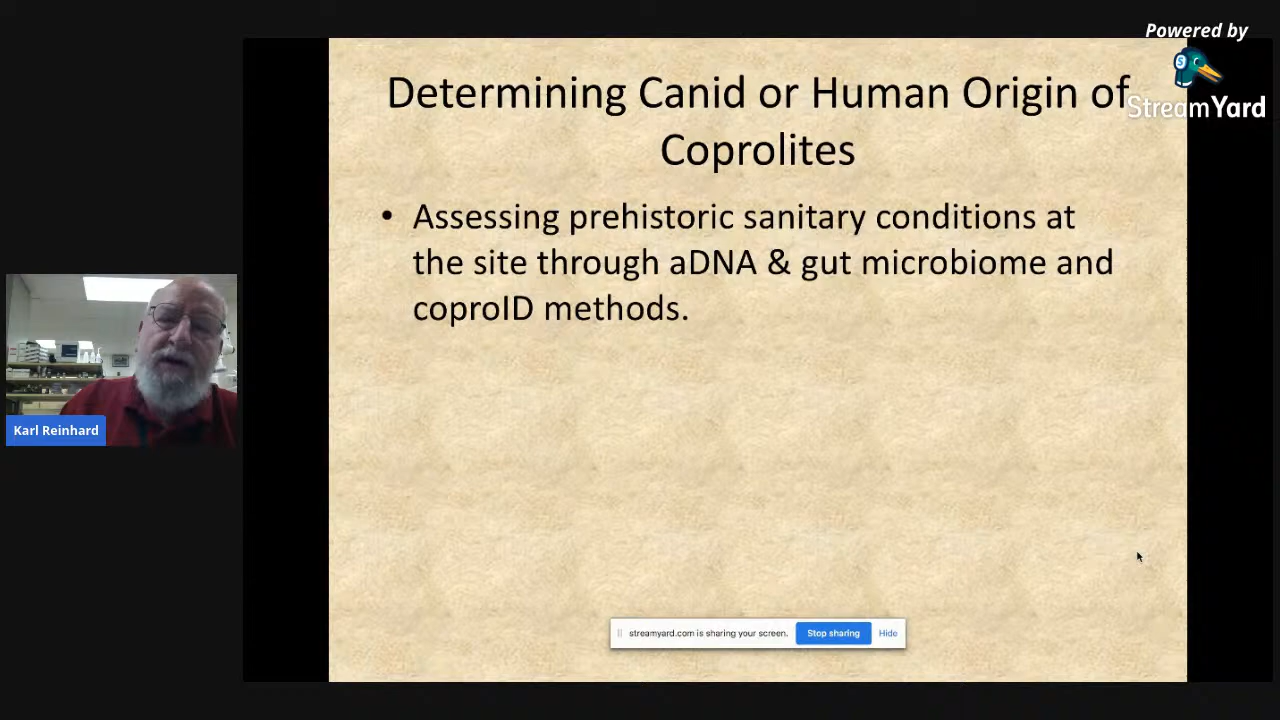 Powered by
StreamYard
Determining Canid or Human Origin of
Coprolites
• Assessing prehistoric sanitary conditions at
the site through aDNA & gut microbiome and
coproID methods.
Karl Reinhard
streamyard.com is sharing your screen. Stop sharing Hide